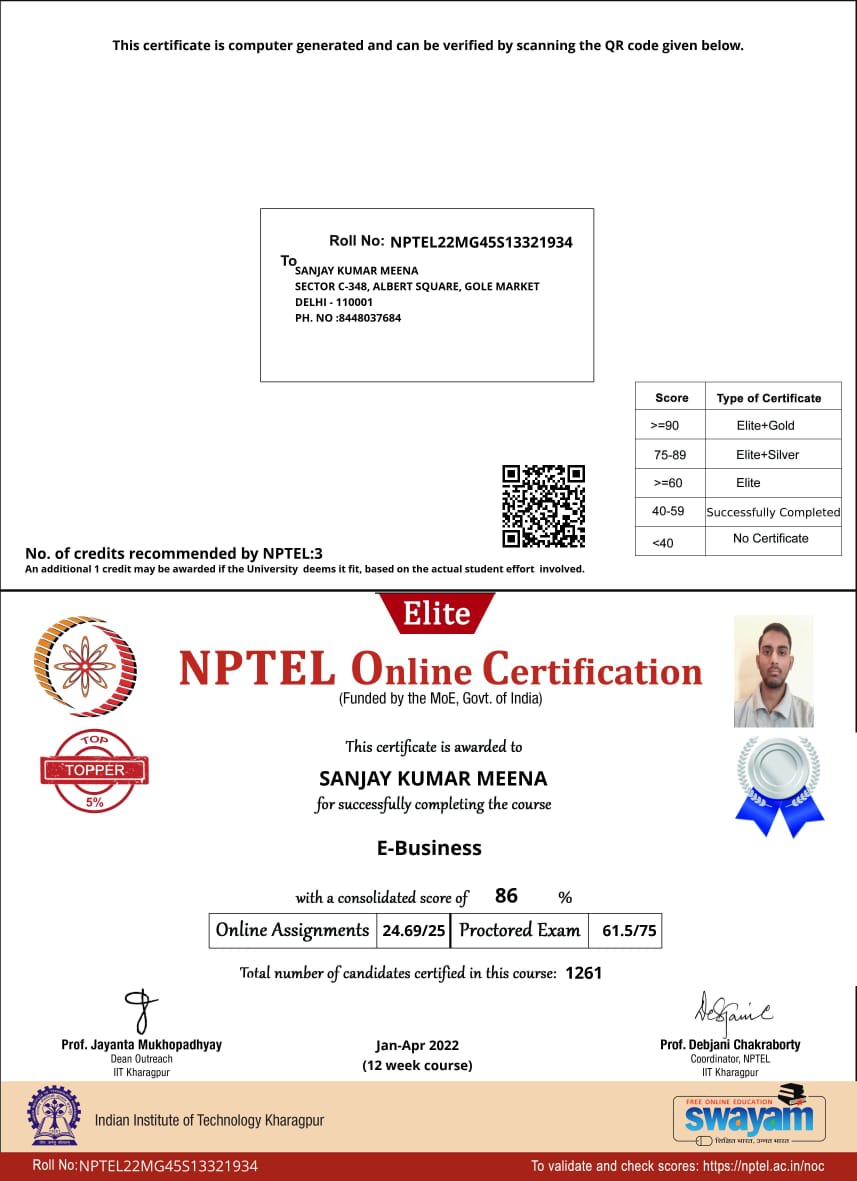 This certificate is computer generated and can be verified by scanning the QR code given below.
Roll No: NPTEL22MG45S13321934
To
SANJAY KUMAR MEENA
SECTOR C-348, ALBERT SQUARE, GOLE MARKET
DELHI - 110001
PH. NO :8448037684
Score Type of Certificate
>=90 Elite+Gold
75-89 Elite+Silver
>=60 Elite
40-59 Successfully Completed
<40 No Certificate
No. of credits recommended by NPTEL:3
An additional 1 credit may be awarded if the University deems it fit, based on the actual student effort involved.
Elite
NPTEL Online Certification
(Funded by the MoE, Govt. of India)
TOP
TOPPER
5%
This certificate is awarded to
SANJAY KUMAR MEENA
for successfully completing the course
E-Business
with a consolidated score of 86 %
Online Assignments 24.69/25 Proctored Exam 61.5/75
Total number of candidates certified in this course: 1261
Prof. Jayanta Mukhopadhyay
Dean Outreach
IIT Kharagpur
Jan-Apr 2022
(12 week course)
Prof. Debjani Chakraborty
Coordinator, NPTEL
IIT Kharagpur
Indian Institute of Technology Kharagpur
FREE ONLINE EDUCATION
swayam
शिक्षित भारत, उन्नत भारत
Roll No:NPTEL22MG45S13321934
To validate and check scores: https://nptel.ac.in/noc